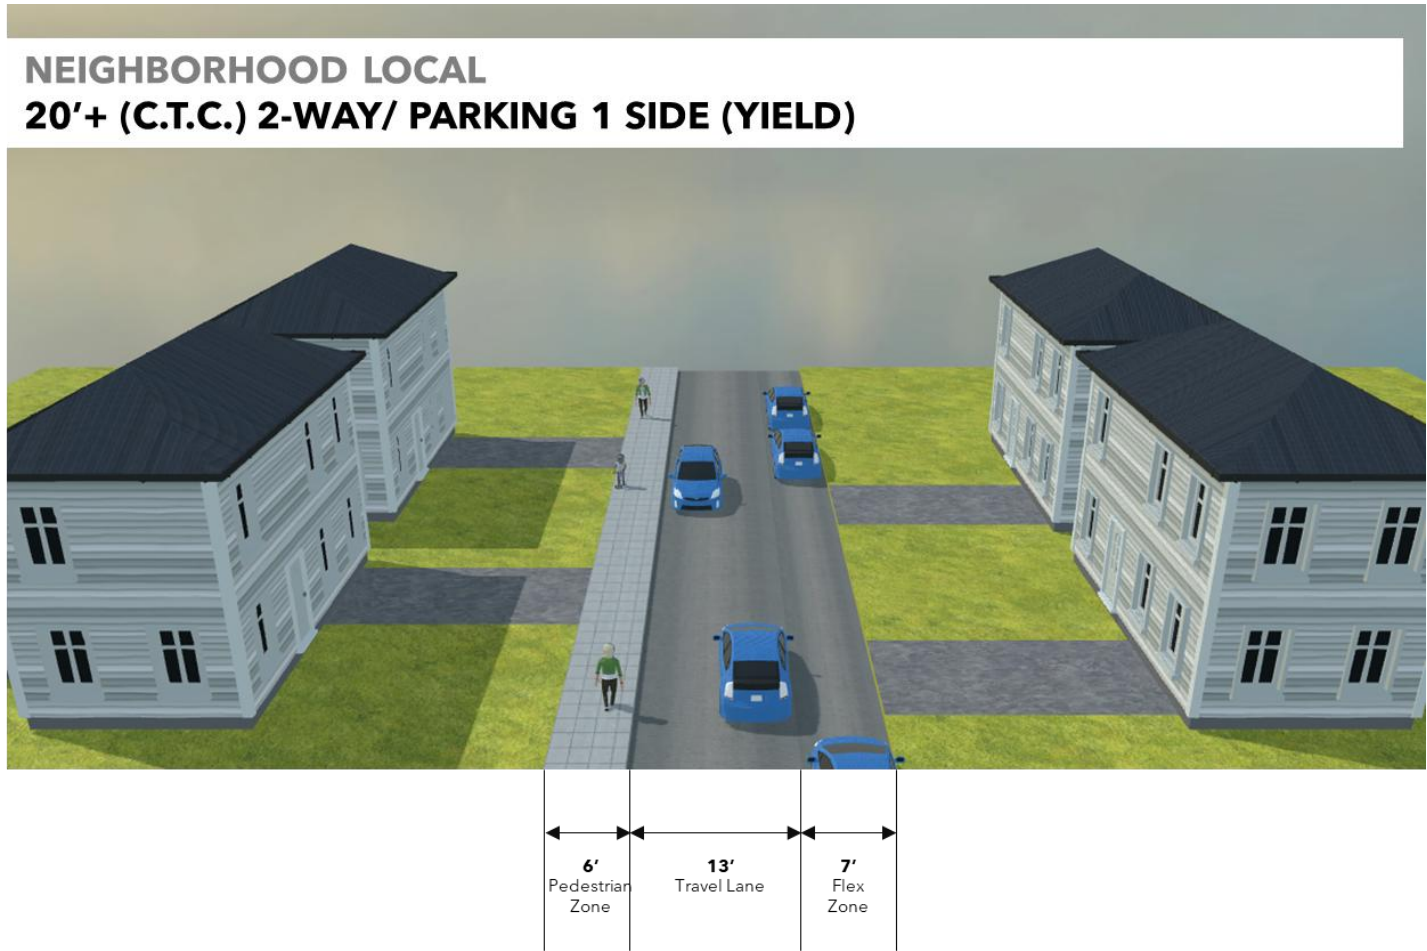 NEIGHBORHOOD LOCAL
20'+ (C.T.C.) 2-WAY/ PARKING 1 SIDE (YIELD)
6'
Pedestrian
Zone
13'
Travel Lane
7'
Flex
Zone